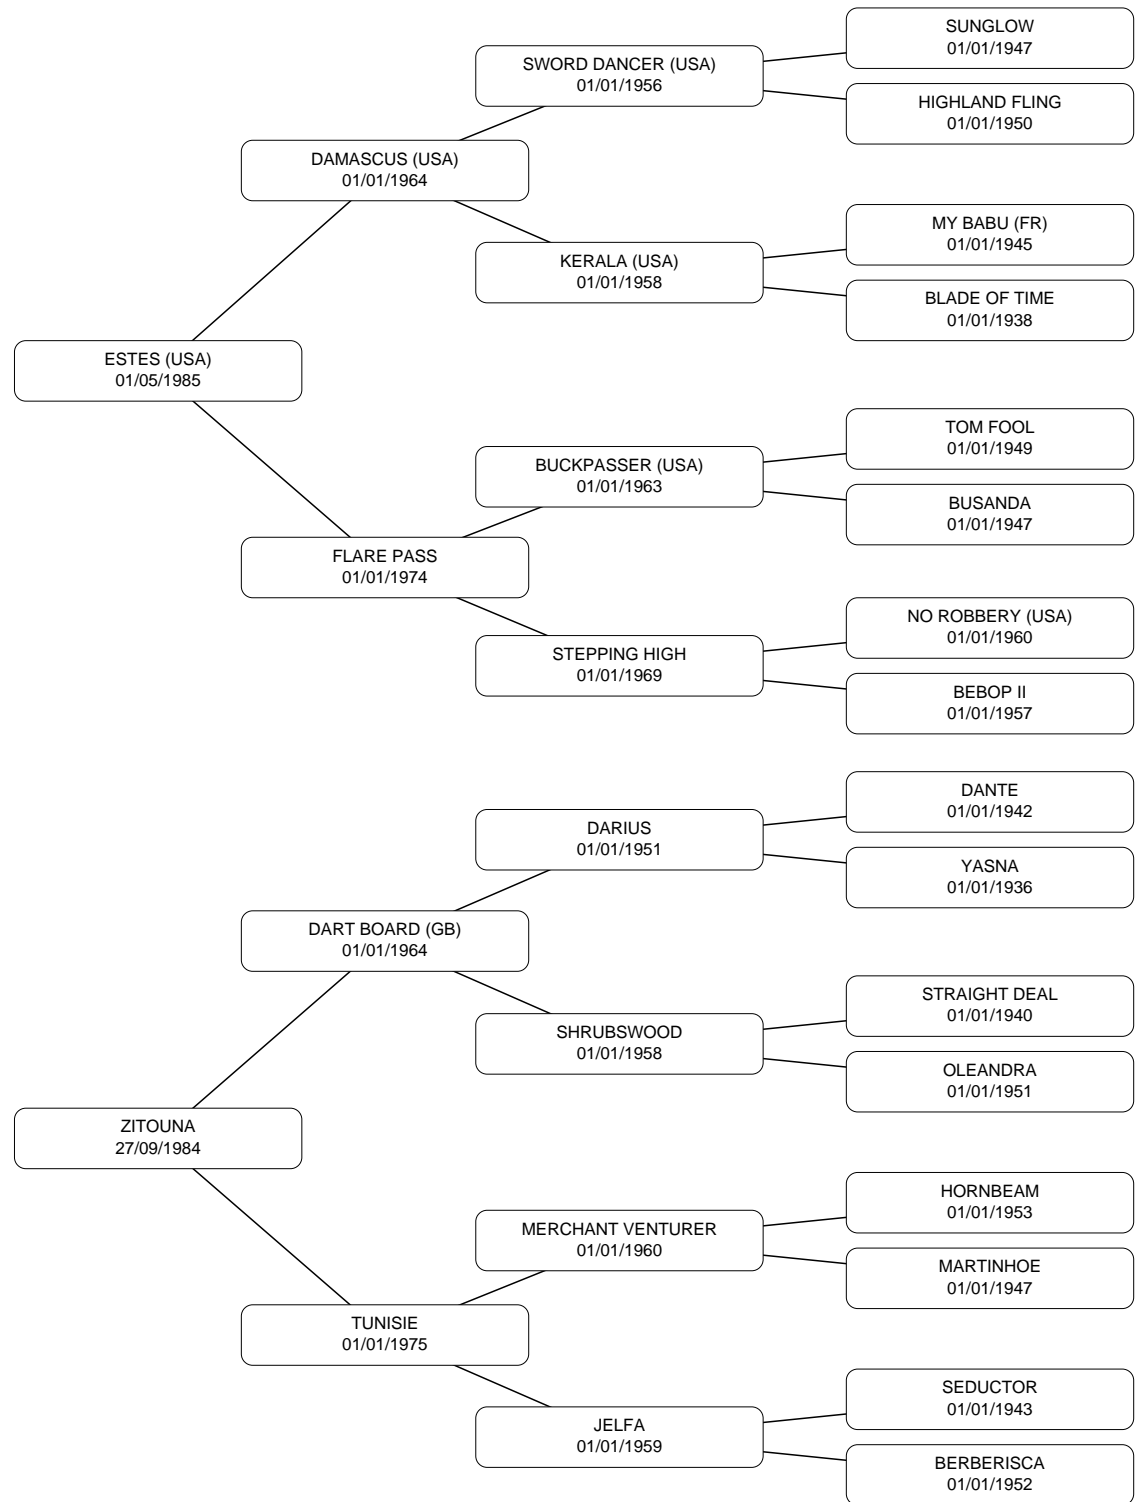 SUNGLOW
01/01/1947
SWORD DANCER (USA)
01/01/1956
HIGHLAND FLING
01/01/1950
DAMASCUS (USA)
01/01/1964
MY BABU (FR)
01/01/1945
KERALA (USA)
01/01/1958
BLADE OF TIME
01/01/1938
ESTES (USA)
01/05/1985
TOM FOOL
01/01/1949
BUCKPASSER (USA)
01/01/1963
BUSANDA
01/01/1947
FLARE PASS
01/01/1974
NO ROBBERY (USA)
01/01/1960
STEPPING HIGH
01/01/1969
BEBOP II
01/01/1957
DANTE
01/01/1942
DARIUS
01/01/1951
YASNA
01/01/1936
DART BOARD (GB)
01/01/1964
STRAIGHT DEAL
01/01/1940
SHRUBSWOOD
01/01/1958
OLEANDRA
01/01/1951
ZITOUNA
27/09/1984
HORNBEAM
01/01/1953
MERCHANT VENTURER
01/01/1960
MARTINHOE
01/01/1947
TUNISIE
01/01/1975
SEDUCTOR
01/01/1943
JELFA
01/01/1959
BERBERISCA
01/01/1952